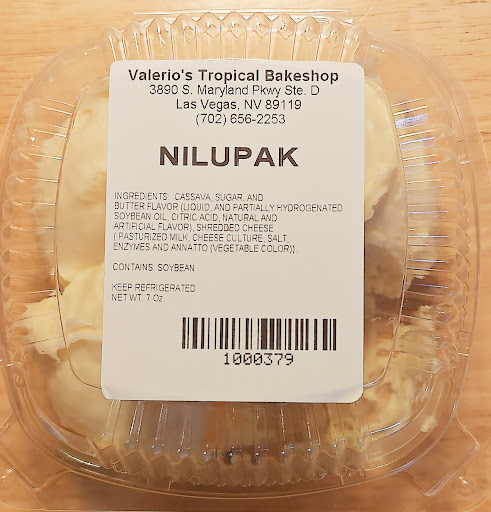 Valerio's Tropical Bakeshop
3890 S. Maryland Pkwy Ste. D
Las Vegas, NV 89119
(702) 656-2253
NILUPAK
INGREDIENTS: CASSAVA, SUGAR, AND
BUTTER FLAVOR (LIQUID, AND PARTIALLY HYDROGENATED
SOYBEAN OIL, CITRIC ACID, NATURAL AND
ARTIFICIAL FLAVOR), SHREDDED CHEESE
( PASTURIZED MILK, CHEESE CULTURE, SALT,
ENZYMES AND ANNATTO (VEGETABLE COLOR)).
CONTAINS: SOYBEAN
KEEP REFRIGERATED
NET WT. 7 Oz.
1000379